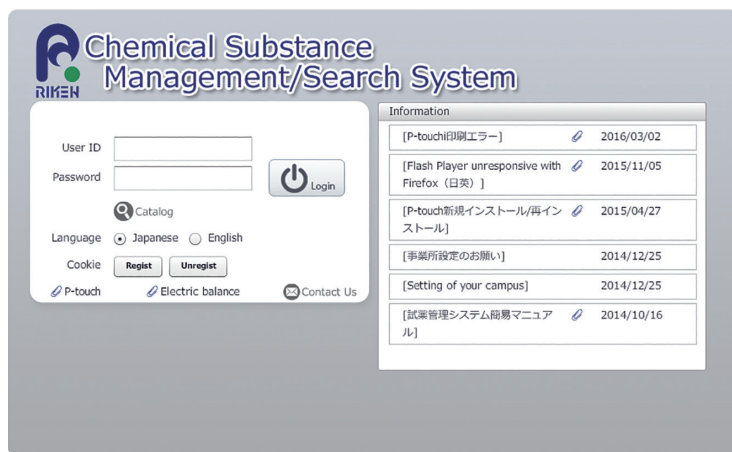 RIKEN
Chemical Substance
Management/Search System
User ID
Password
Login
Catalog
Language Japanese English
Cookie Regist Unregist
P-touch Electric balance Contact Us
Information
[P-touchi印刷エラー] 2016/03/02
[Flash Player unresponsive with 2015/11/05
Firefox（日英）]
[P-touch新規インストール/再イン 2015/04/27
ストール]
[事業所設定のお願い] 2014/12/25
[Setting of your campus] 2014/12/25
[試薬管理システム簡易マニュア 2014/10/16
ル]